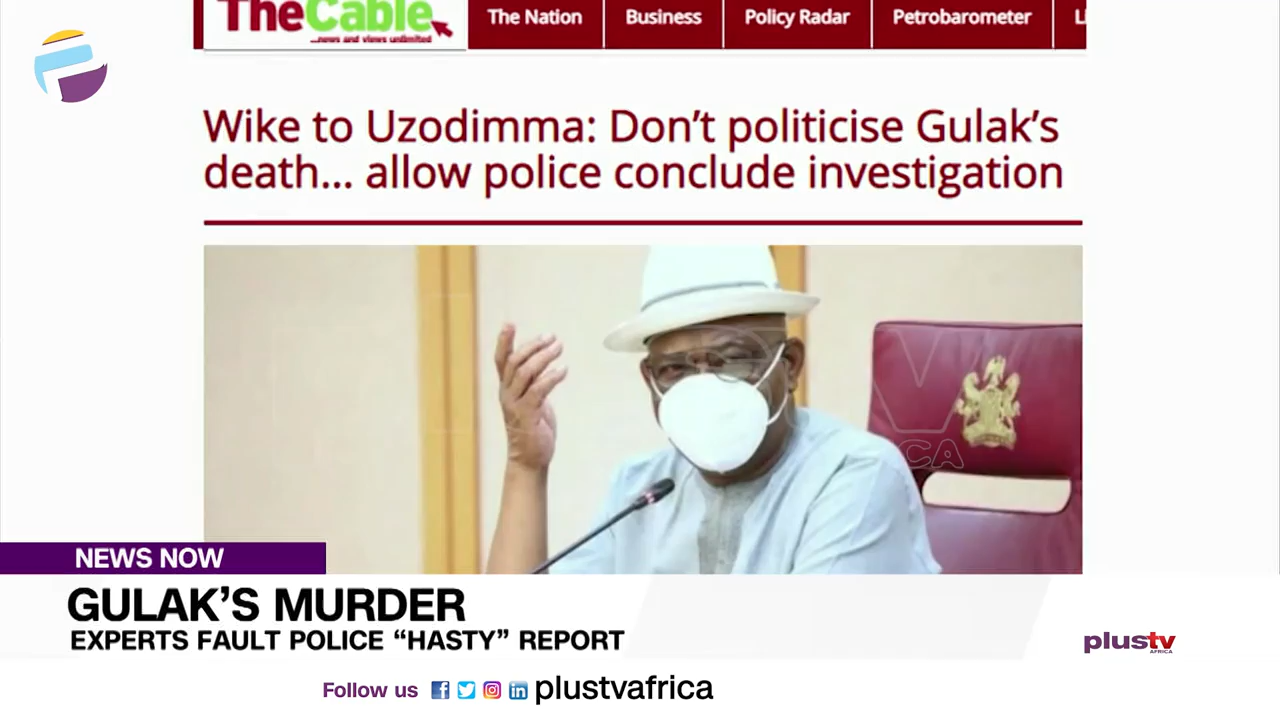 TheCable
...news and views unlimited
The Nation
Business
Policy Radar
Petrobarometer
Wike to Uzodimma: Don't politicise Gulak's
death... allow police conclude investigation
NEWS NOW
GULAK'S MURDER
EXPERTS FAULT POLICE “HASTY” REPORT
plustv
AFRICA
Follow us plustvafrica